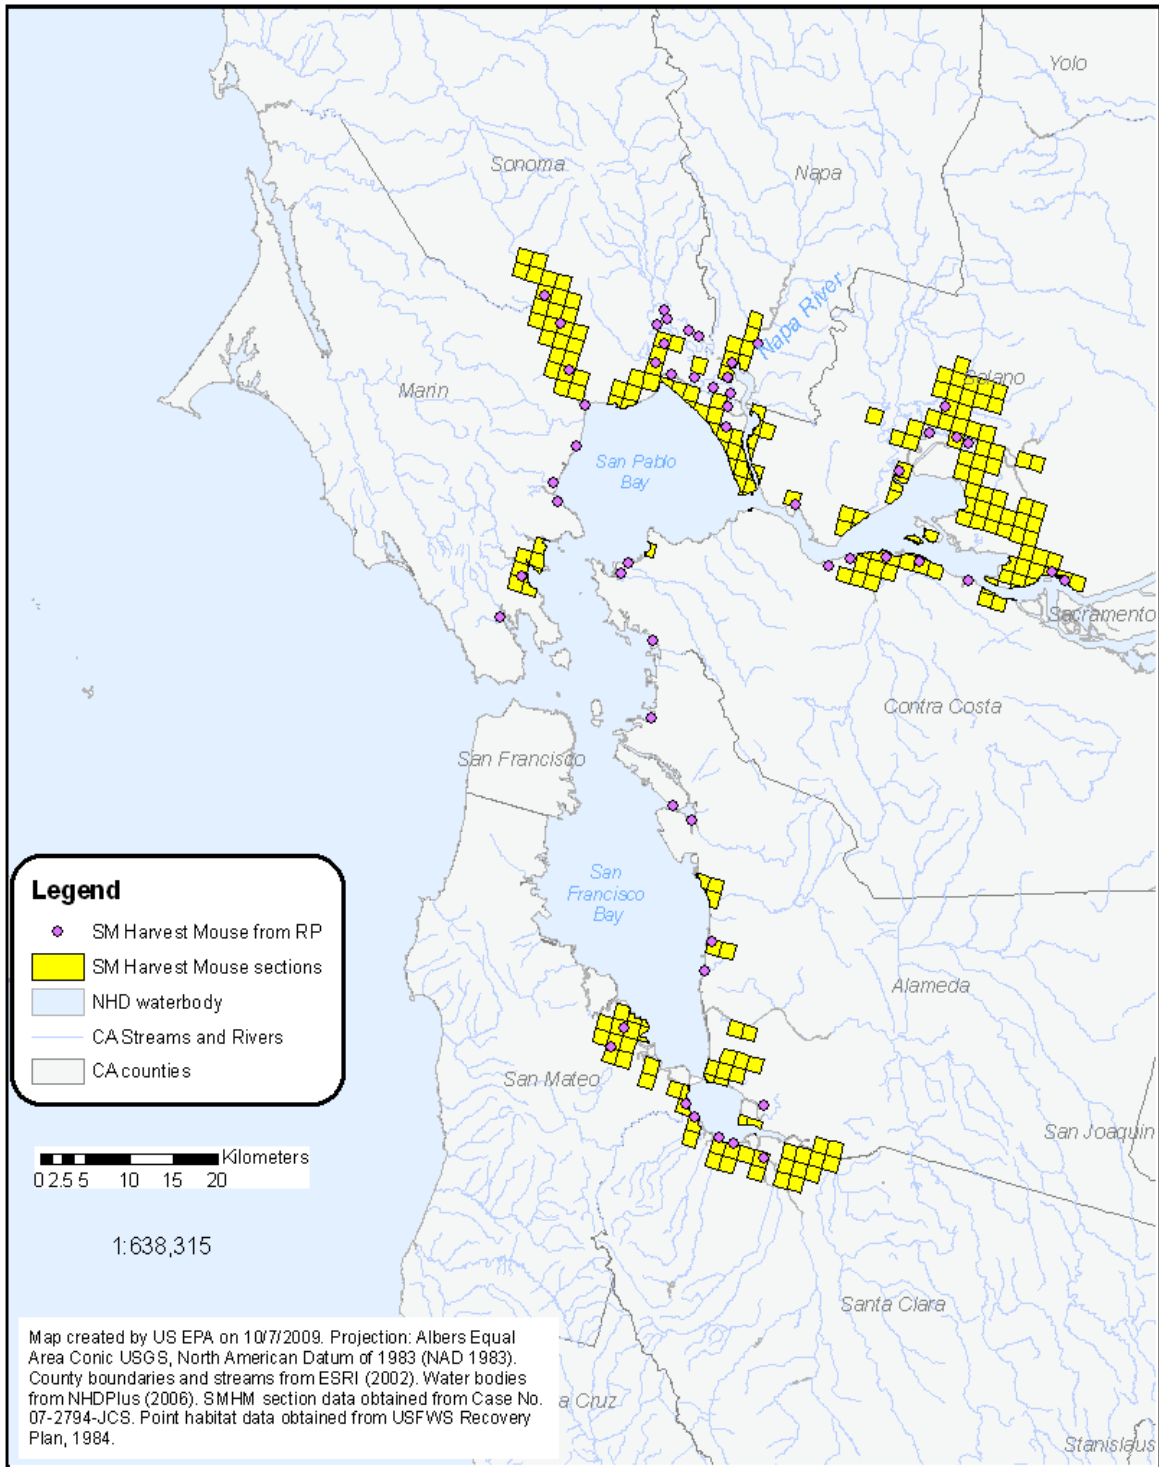 Yolo
Sonoma
Napa
Napa River
Solano
Marin
San Pablo
Bay
Sacramento
Contra Costa
San Francisco
San
Francisco
Bay
Alameda
San Mateo
San Joaquin
Santa Clara
a Cruz
Stanislaus
Legend
SM Harvest Mouse from RP
SM Harvest Mouse sections
NHD waterbody
CA Streams and Rivers
CA counties
Kilometers
0 2.5 5 10 15 20
1:638,315
Map created by US EPA on 10/7/2009. Projection: Albers Equal
Area Conic USGS, North American Datum of 1983 (NAD 1983).
County boundaries and streams from ESRI (2002). Water bodies
from NHDPlus (2006). SMHM section data obtained from Case No.
07-2794-JCS. Point habitat data obtained from USFWS Recovery
Plan, 1984.